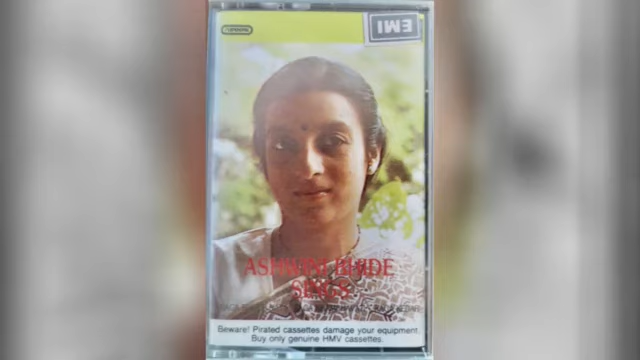 EMI
ASHWINI BHIDE
SINGS
Beware! Pirated cassettes damage your equipment.
Buy only genuine HMV cassettes.